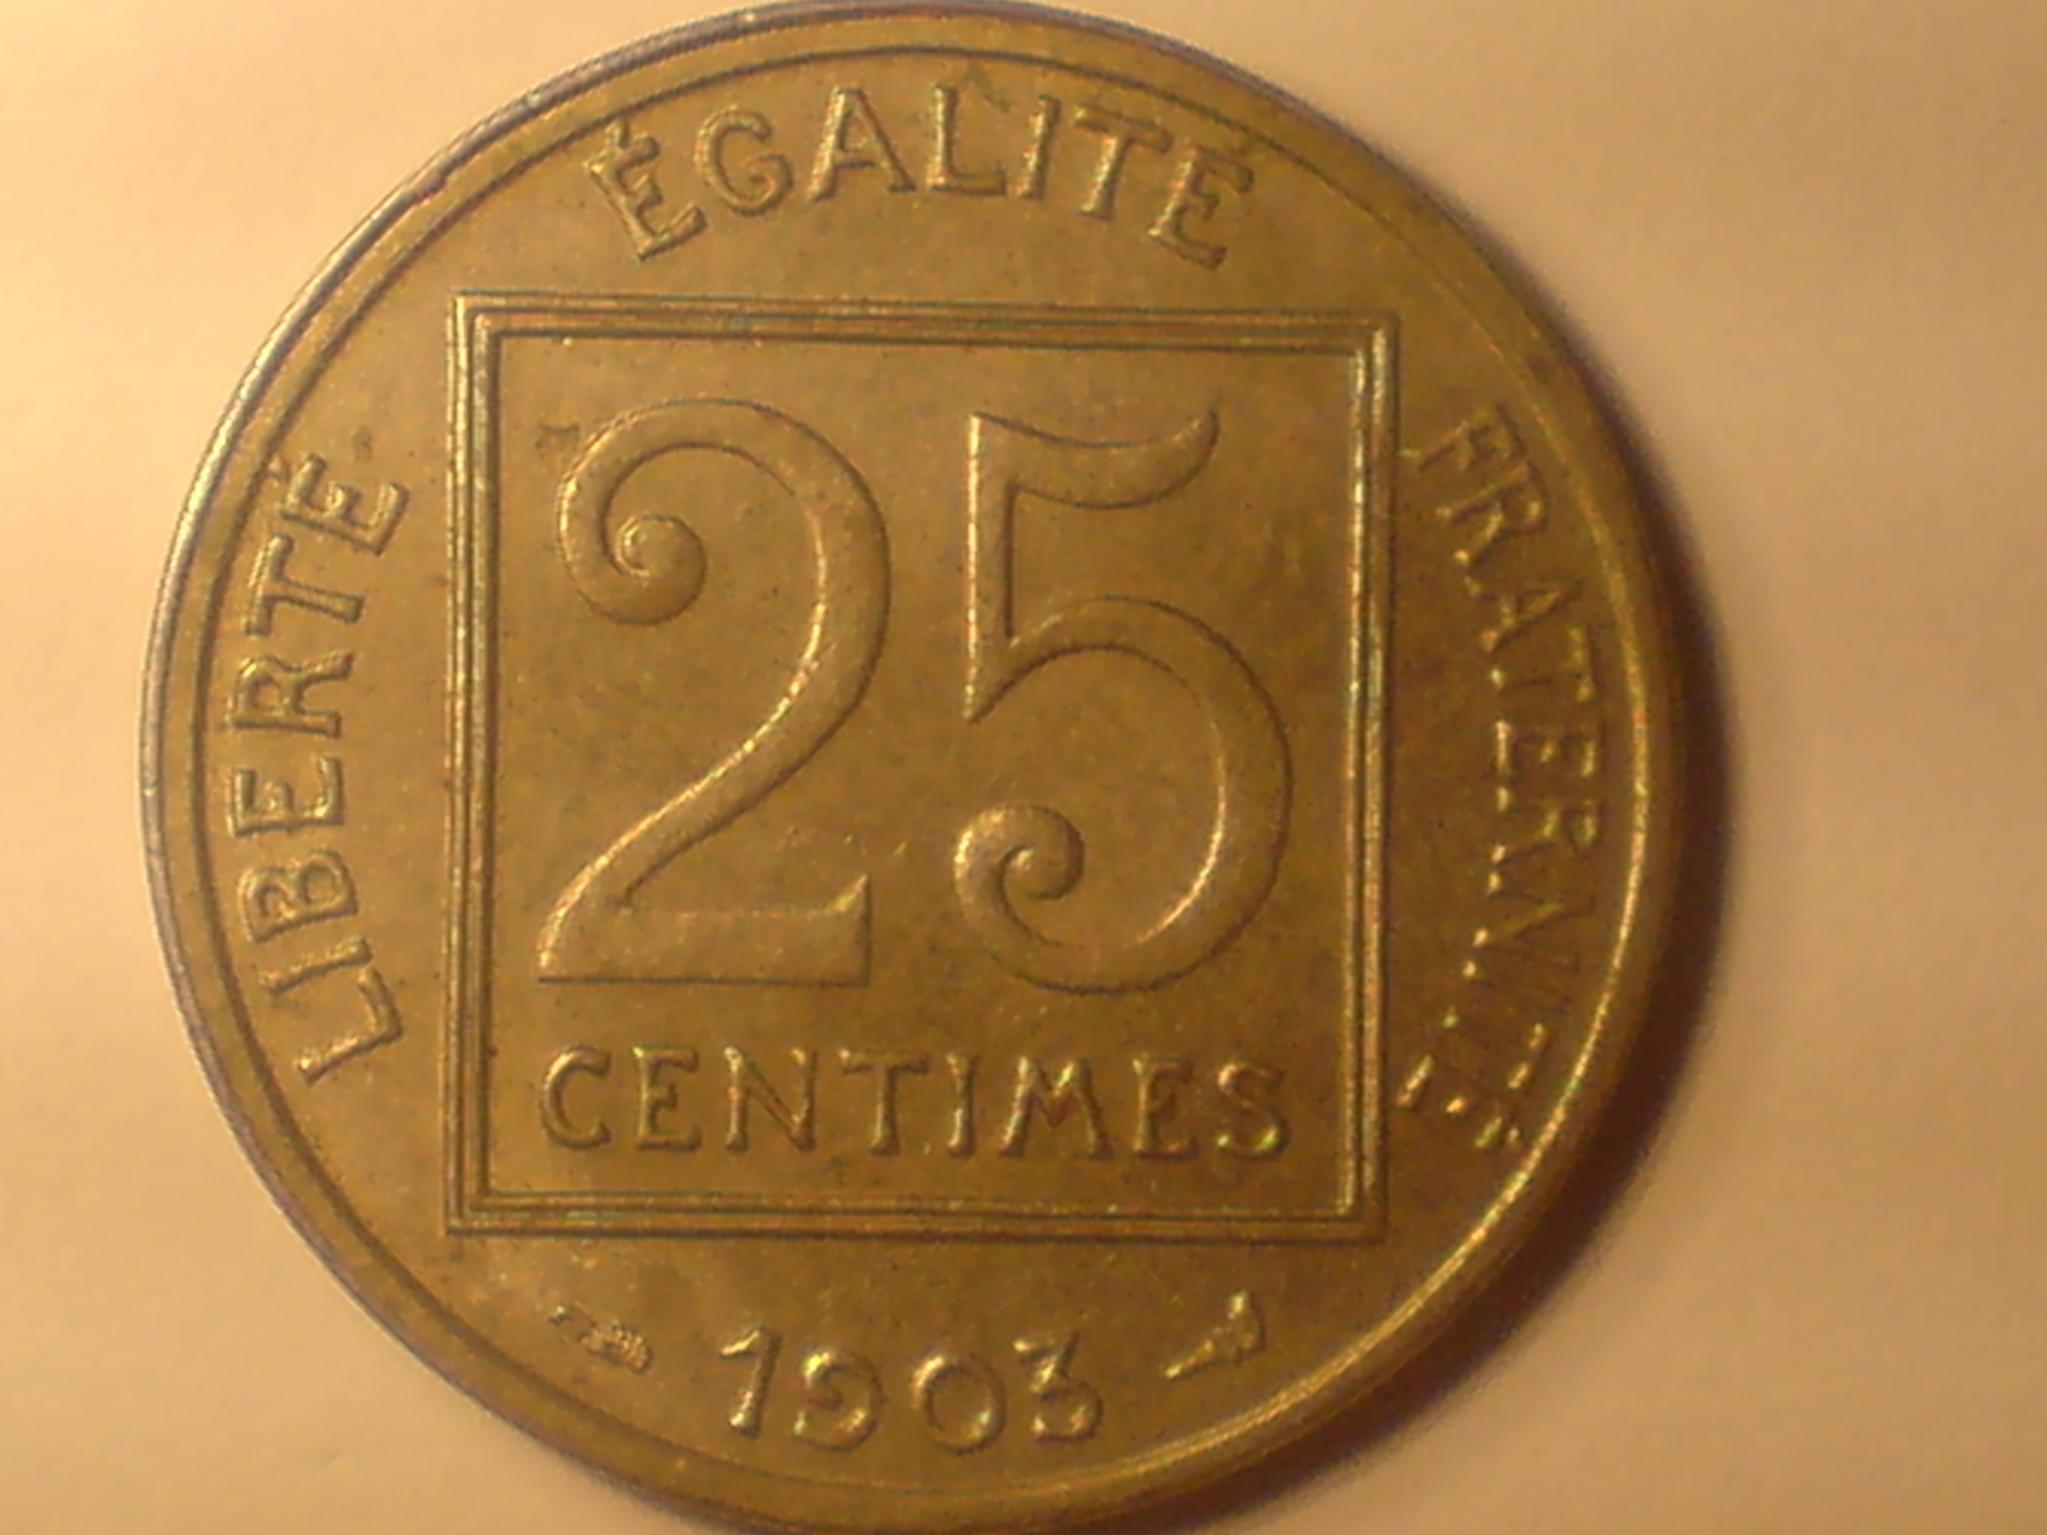 LIBERTÉ
ÉGALITÉ
FRATERNITÉ
25
CENTIMES
1903